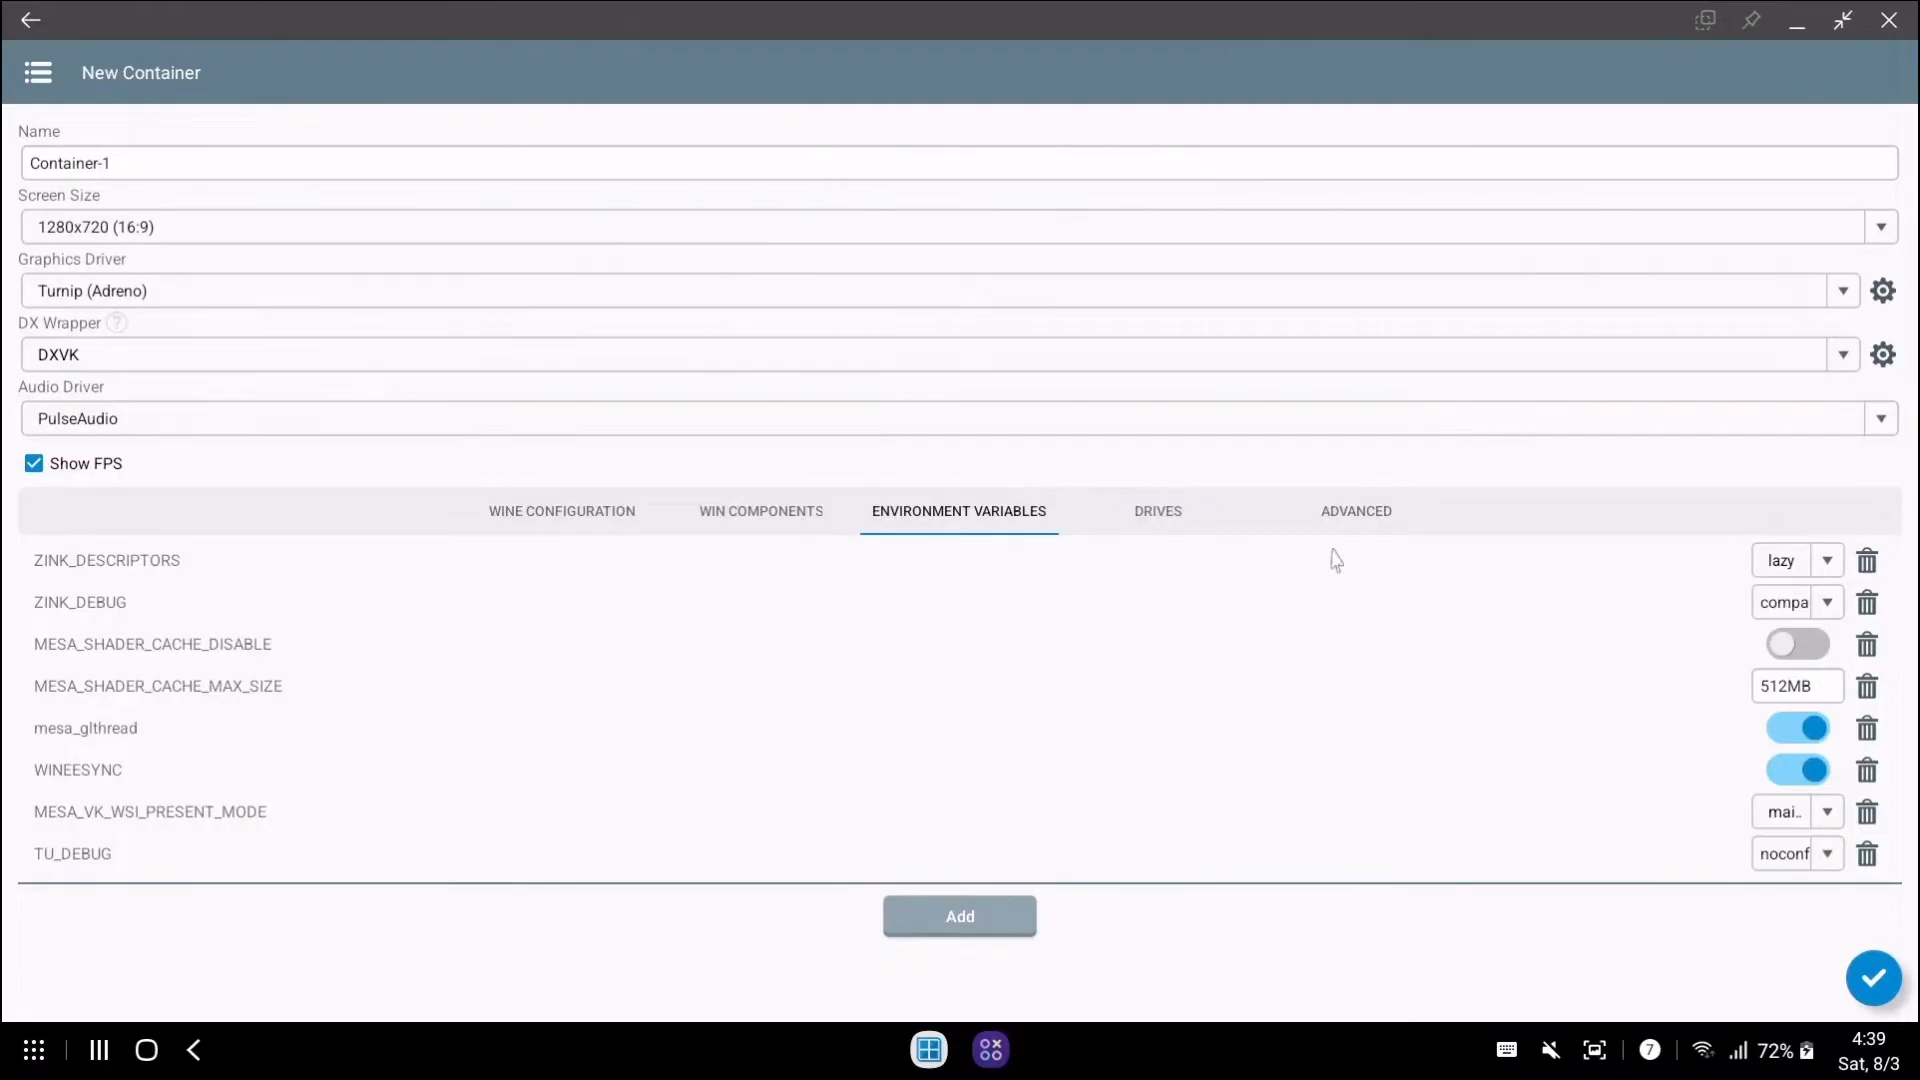 New Container
Name
Container-1
Screen Size
1280x720 (16:9)
Graphics Driver
Turnip (Adreno)
DX Wrapper ?
DXVK
Audio Driver
PulseAudio
Show FPS
WINE CONFIGURATION WIN COMPONENTS ENVIRONMENT VARIABLES DRIVES ADVANCED
ZINK_DESCRIPTORS lazy
ZINK_DEBUG compa
MESA_SHADER_CACHE_DISABLE
MESA_SHADER_CACHE_MAX_SIZE 512MB
mesa_glthread
WINEESYNC
MESA_VK_WSI_PRESENT_MODE mai..
TU_DEBUG noconf
Add
7 72% 4:39
Sat, 8/3